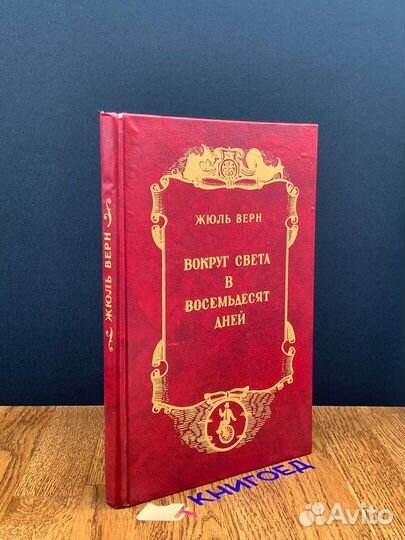 ЖЮЛЬ ВЕРН
ЖЮЛЬ ВЕРН
ВОКРУГ СВЕТА
В
ВОСЕМЬДЕСЯТ
ДНЕЙ
КНИГОЕД
Avito